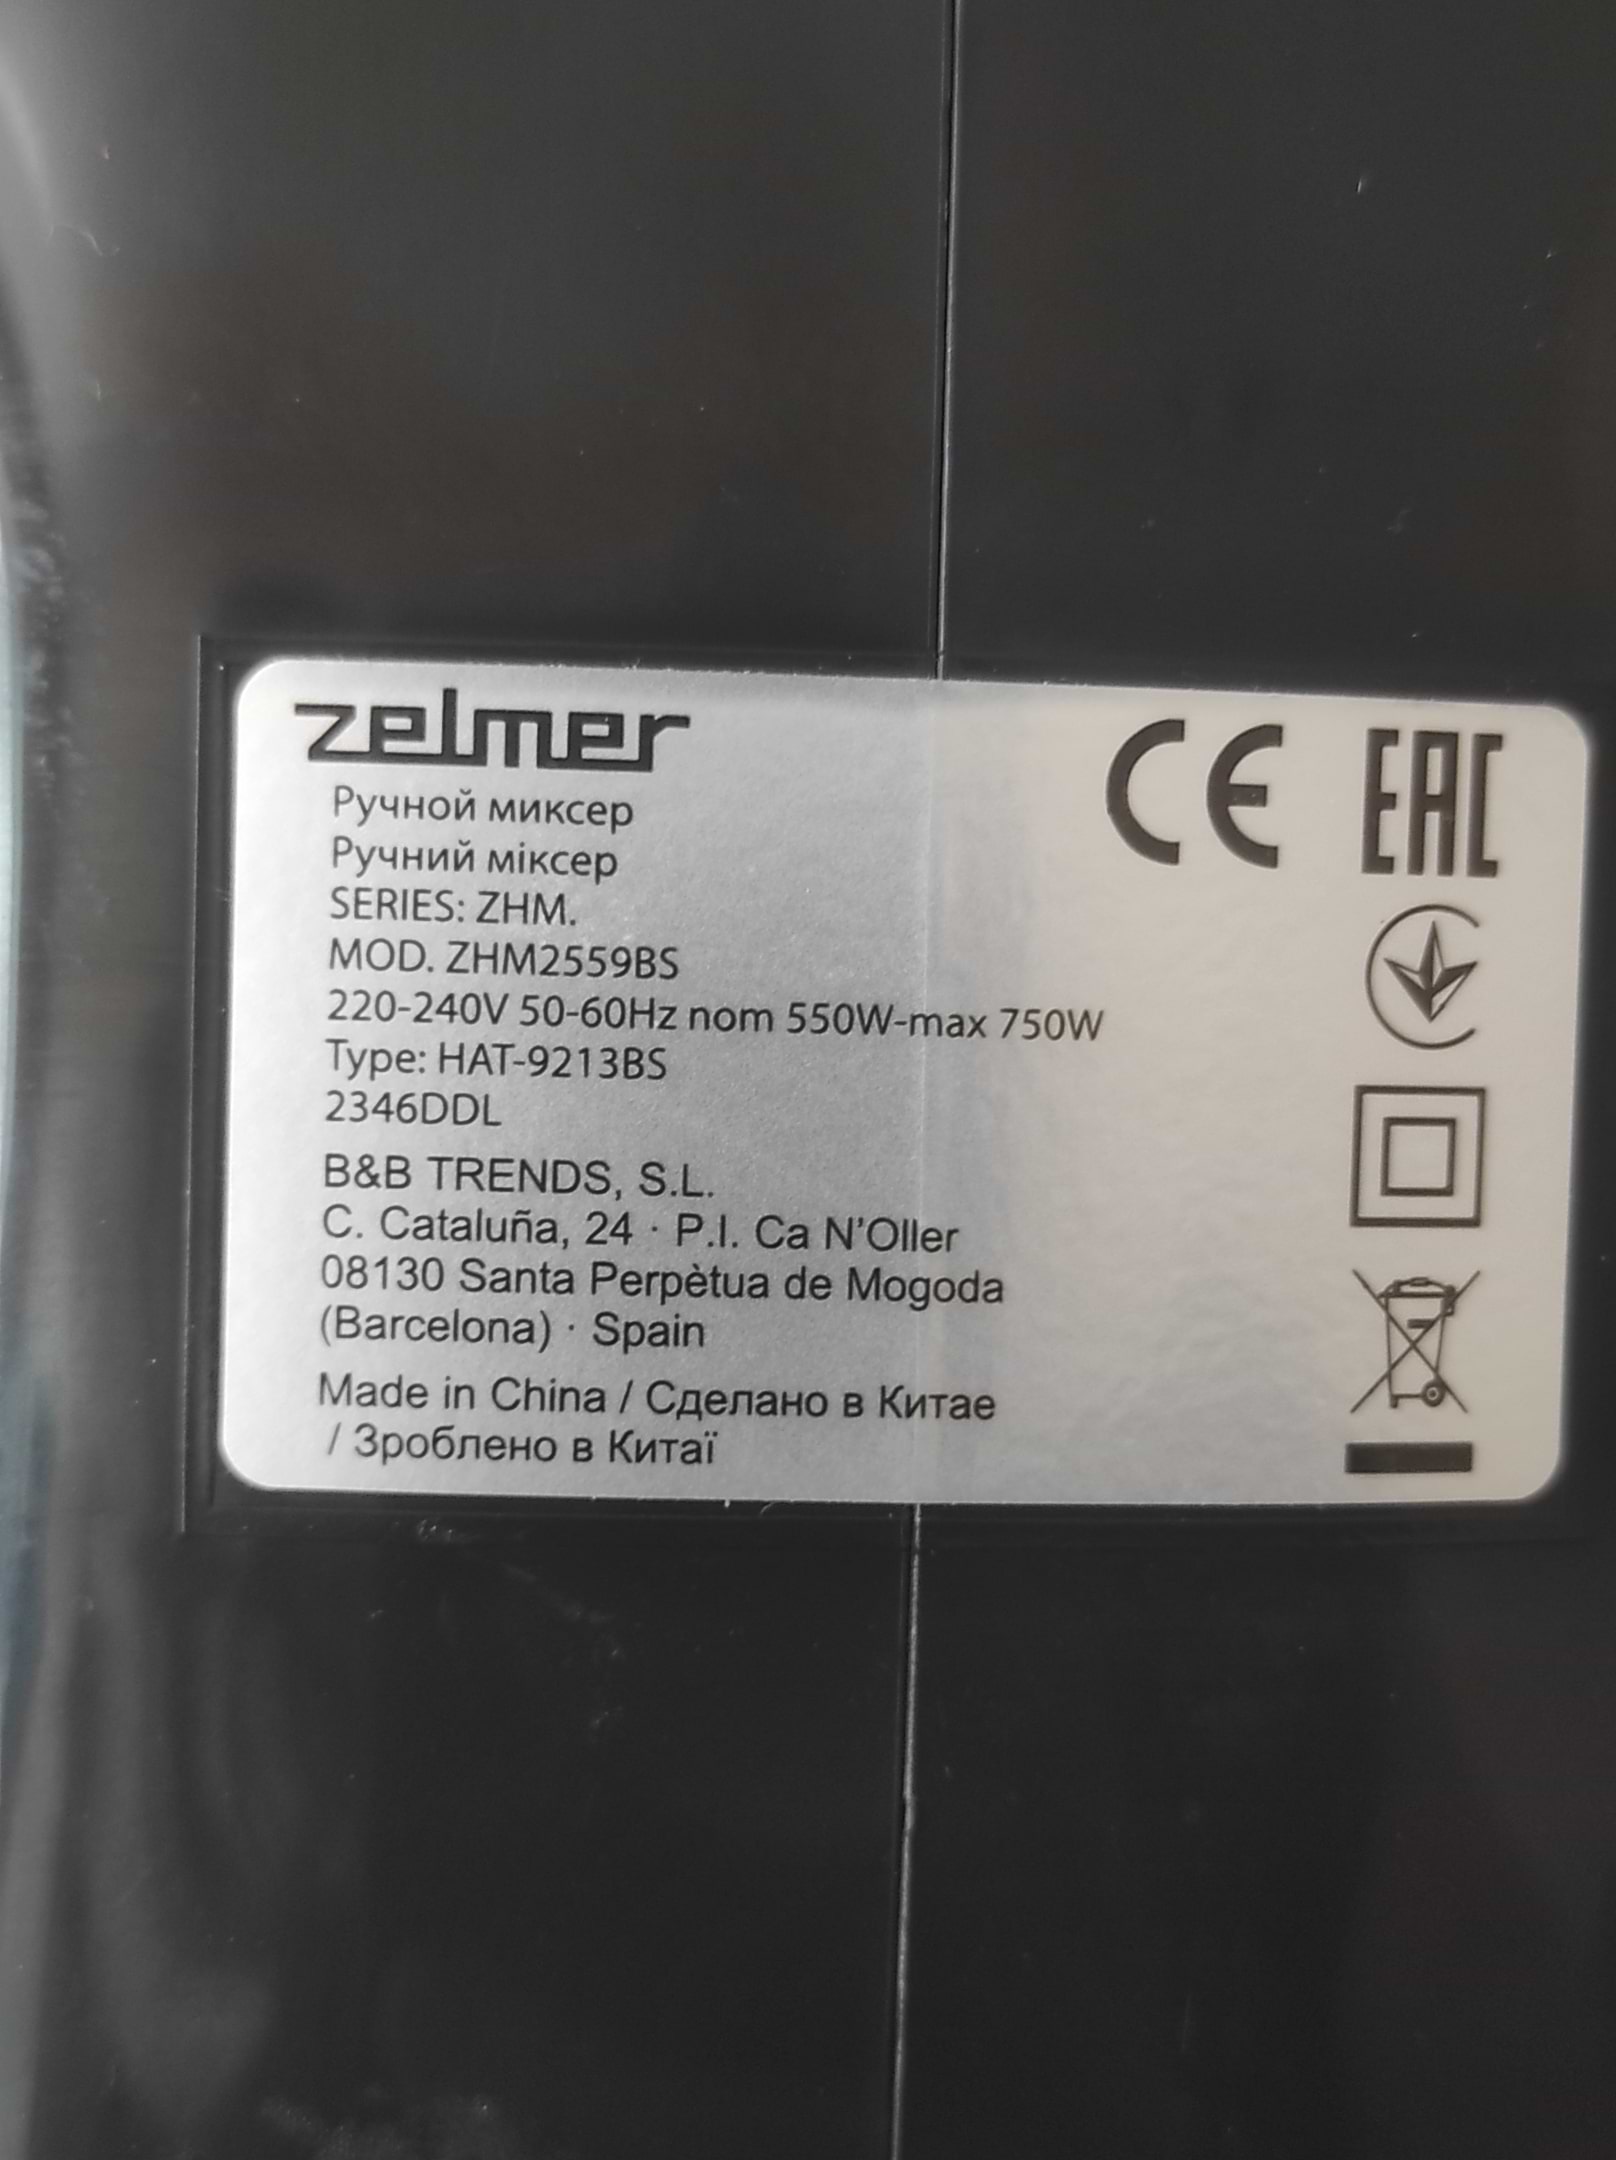 zelmer
CE EAC
Ручной миксер
Ручний міксер
SERIES: ZHM.
MOD. ZHM2559BS
220-240V 50-60Hz nom 550W-max 750W
Type: HAT-9213BS
2346DDL
B&B TRENDS, S.L.
C. Cataluña, 24 · P.I. Ca N'Oller
08130 Santa Perpètua de Mogoda
(Barcelona) · Spain
Made in China / Сделано в Китае
/ Зроблено в Китаї